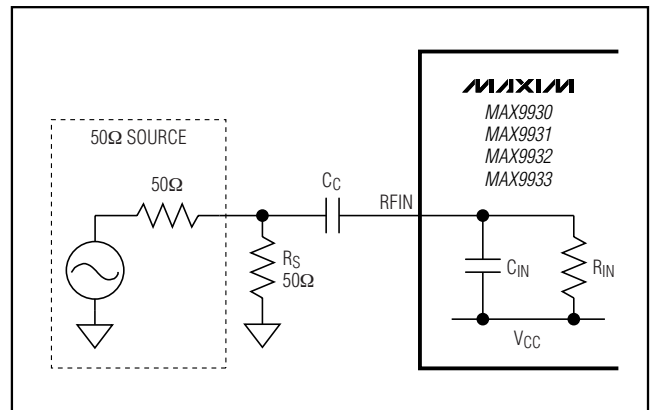 MAXIM
MAX9930
MAX9931
MAX9932
MAX9933
50Ω SOURCE
50Ω
CC
RFIN
RS
50Ω
CIN
RIN
VCC